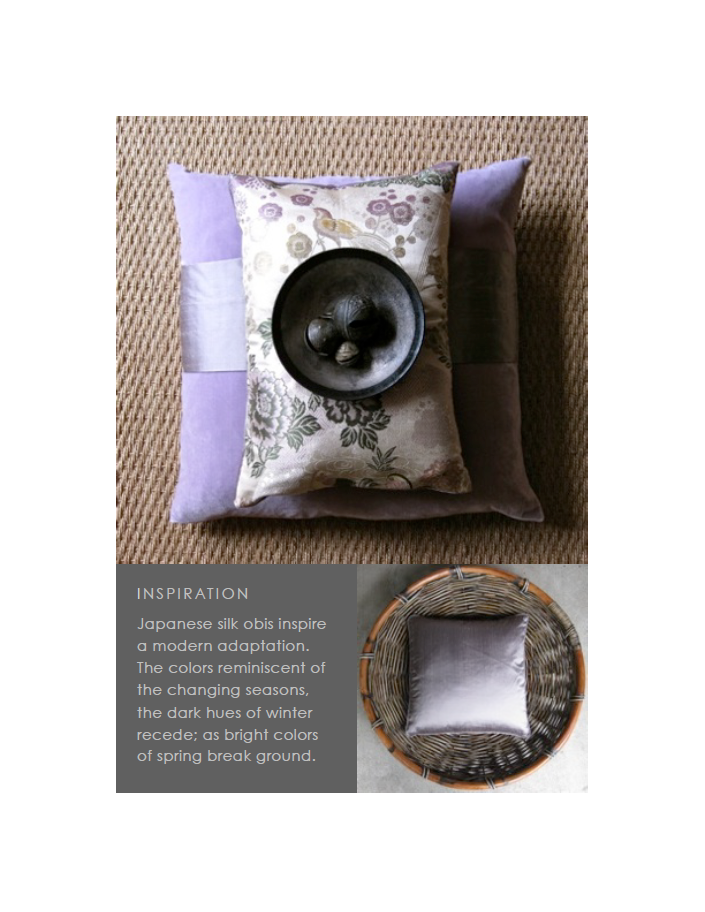 INSPIRATION
Japanese silk obis inspire
a modern adaptation.
The colors reminiscent of
the changing seasons,
the dark hues of winter
recede; as bright colors
of spring break ground.